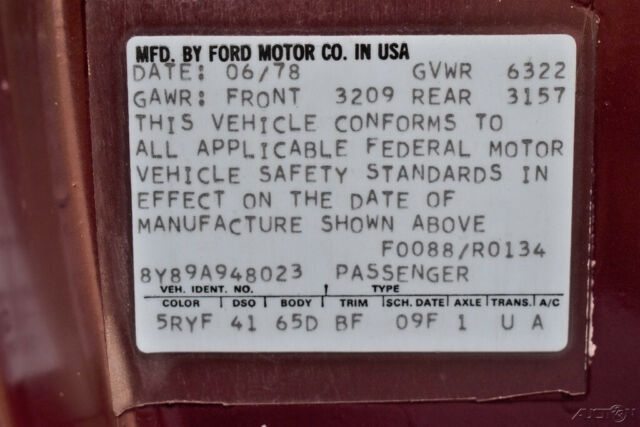 MFD. BY FORD MOTOR CO. IN USA
DATE: 06/78 GVWR 6322
GAWR: FRONT 3209 REAR 3157
THIS VEHICLE CONFORMS TO
ALL APPLICABLE FEDERAL MOTOR
VEHICLE SAFETY STANDARDS IN
EFFECT ON THE DATE OF
MANUFACTURE SHOWN ABOVE
F0088/R0134
8Y89A948023 PASSENGER
VEH. IDENT. NO. TYPE
COLOR DSO BODY TRIM SCH. DATE AXLE TRANS. A/C
5RYF 41 65D BF 09F 1 U A